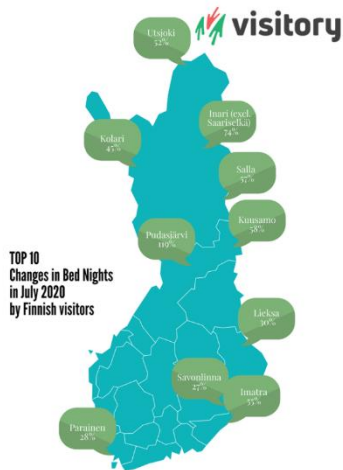 visitory
Utsjoki
52%
Inari (excl.
Saariselkä)
74%
Kolari
45%
Salla
57%
Kuusamo
58%
Pudasjärvi
119%
TOP 10
Changes in Bed Nights
in July 2020
by Finnish visitors
Lieksa
30%
Savonlinna
27%
Imatra
35%
Parainen
28%